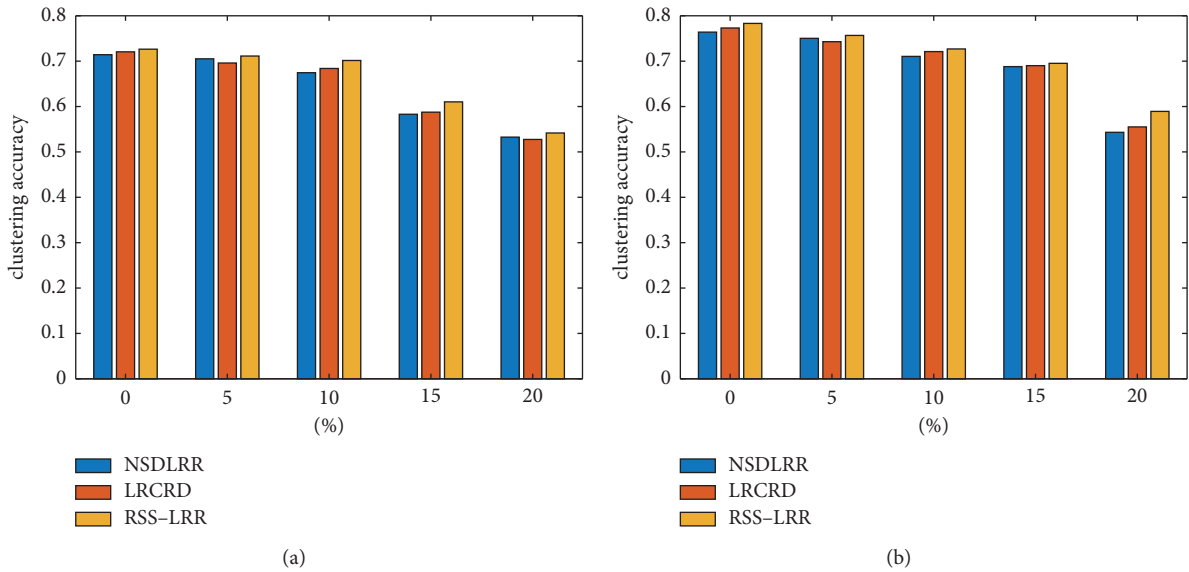 0.8
0.7
0.6
0.5
0.4
0.3
0.2
0.1
0
clustering accuracy
0 5 10 15 20
(%)
NSDLRR
LRCRD
RSS–LRR
(a)
0.8
0.7
0.6
0.5
0.4
0.3
0.2
0.1
0
clustering accuracy
0 5 10 15 20
(%)
NSDLRR
LRCRD
RSS–LRR
(b)